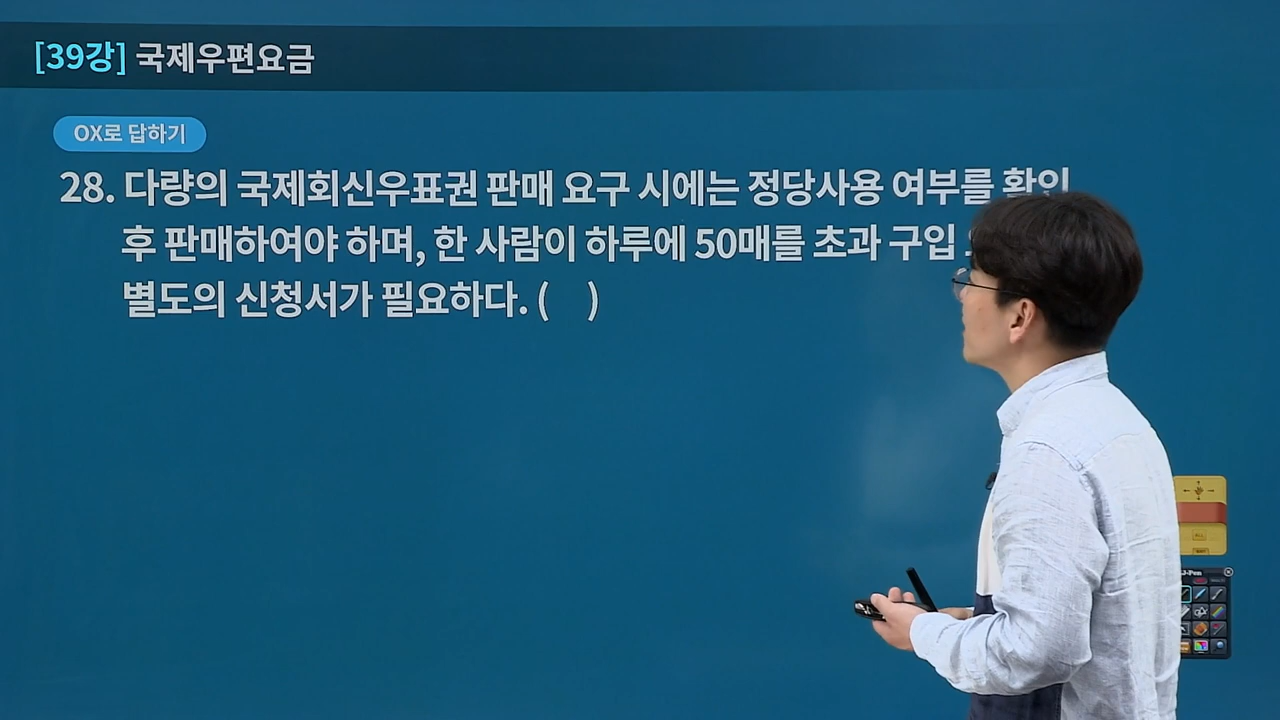 [39강] 국제우편요금
OX로 답하기
28. 다량의 국제회신우표권 판매 요구 시에는 정당사용 여부를 확인
후 판매하여야 하며, 한 사람이 하루에 50매를 초과 구입
별도의 신청서가 필요하다. ( )